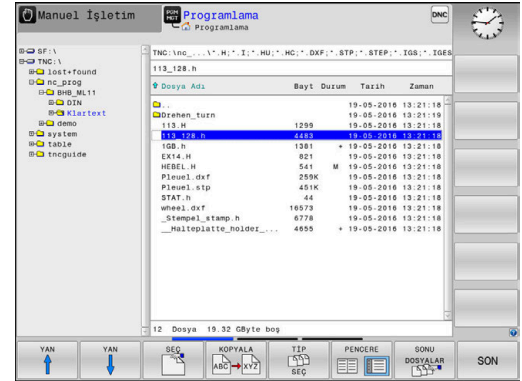 Manuel İşletim
PGM
MGT
Programlama
Programlama
DNC
SF:\
TNC:\
lost+found
nc_prog
BHB_ML11
DIN
Klartext
demo
system
table
tncguide
TNC:\nc_...\*.H;*.I;*.HU;*.HC;*.DXF;*.STP;*.STEP;*.IGS;*.IGES
113_128.h
Dosya Adı Bayt Durum Tarih Zaman
.. 19-05-2016 13:21:18
Drehen_turn 19-05-2016 13:21:19
113.H 1299 19-05-2016 13:21:18
113_128.h 4483 19-05-2016 13:21:18
1GB.h 1381 + 19-05-2016 13:21:18
EX14.H 821 19-05-2016 13:21:18
HEBEL.H 541 M 19-05-2016 13:21:18
Pleuel.dxf 259K 19-05-2016 13:21:18
Pleuel.stp 451K 19-05-2016 13:21:18
STAT.h 44 19-05-2016 13:21:18
wheel.dxf 16573 19-05-2016 13:21:18
_Stempel_stamp.h 6778 19-05-2016 13:21:18
__Halteplatte_holder_... 4655 + 19-05-2016 13:21:18
12 Dosya 19.32 GByte boş
YAN
YAN
SEÇ
KOPYALA
ABC XYZ
TİP
SEÇ
PENCERE
SONU
DOSYALAR
SON